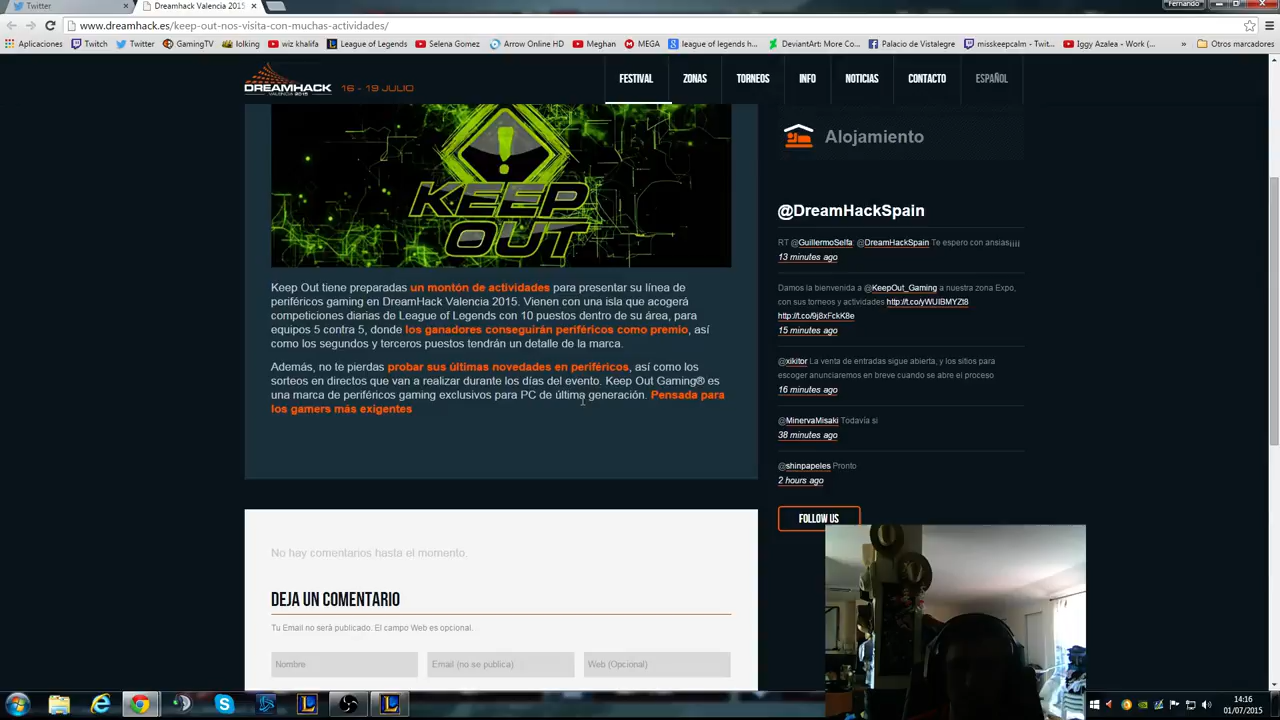 Twitter
Dreamhack Valencia 2015
Fernando
www.dreamhack.es/keep-out-nos-visita-con-muchas-actividades/
Aplicaciones
Twitch
Twitter
GamingTV
lolking
wiz khalifa
League of Legends
Selena Gomez
Arrow Online HD
Meghan
MEGA
league of legends h...
DeviantArt: More Co...
Palacio de Vistalegre
misskeepcalm - Twit...
Iggy Azalea - Work (...
»
Otros marcadores
DREAMHACK
VALENCIA 2015
16 - 19 JULIO
FESTIVAL
ZONAS
TORNEOS
INFO
NOTICIAS
CONTACTO
ESPAÑOL
KEEP
OUT
Keep Out tiene preparadas un montón de actividades para presentar su línea de
periféricos gaming en DreamHack Valencia 2015. Vienen con una isla que acogerá
competiciones diarias de League of Legends con 10 puestos dentro de su área, para
equipos 5 contra 5, donde los ganadores conseguirán periféricos como premio, así
como los segundos y terceros puestos tendrán un detalle de la marca.
Además, no te pierdas probar sus últimas novedades en periféricos, así como los
sorteos en directos que van a realizar durante los días del evento. Keep Out Gaming® es
una marca de periféricos gaming exclusivos para PC de última generación. Pensada para
los gamers más exigentes
No hay comentarios hasta el momento.
DEJA UN COMENTARIO
Tu Email no será publicado. El campo Web es opcional.
Nombre
Email (no se publica)
Web (Opcional)
Alojamiento
@DreamHackSpain
RT @GuillermoSelfa: @DreamHackSpain Te espero con ansias¡¡¡¡
13 minutes ago
Damos la bienvenida a @KeepOut_Gaming a nuestra zona Expo,
con sus torneos y actividades http://t.co/yWUIBMYZt8
http://t.co/9j8xFckK8e
15 minutes ago
@xikitor La venta de entradas sigue abierta, y los sitios para
escoger anunciaremos en breve cuando se abre el proceso
16 minutes ago
@MinervaMisaki Todavía si
38 minutes ago
@shinpapeles Pronto
2 hours ago
FOLLOW US
14:16
01/07/2015